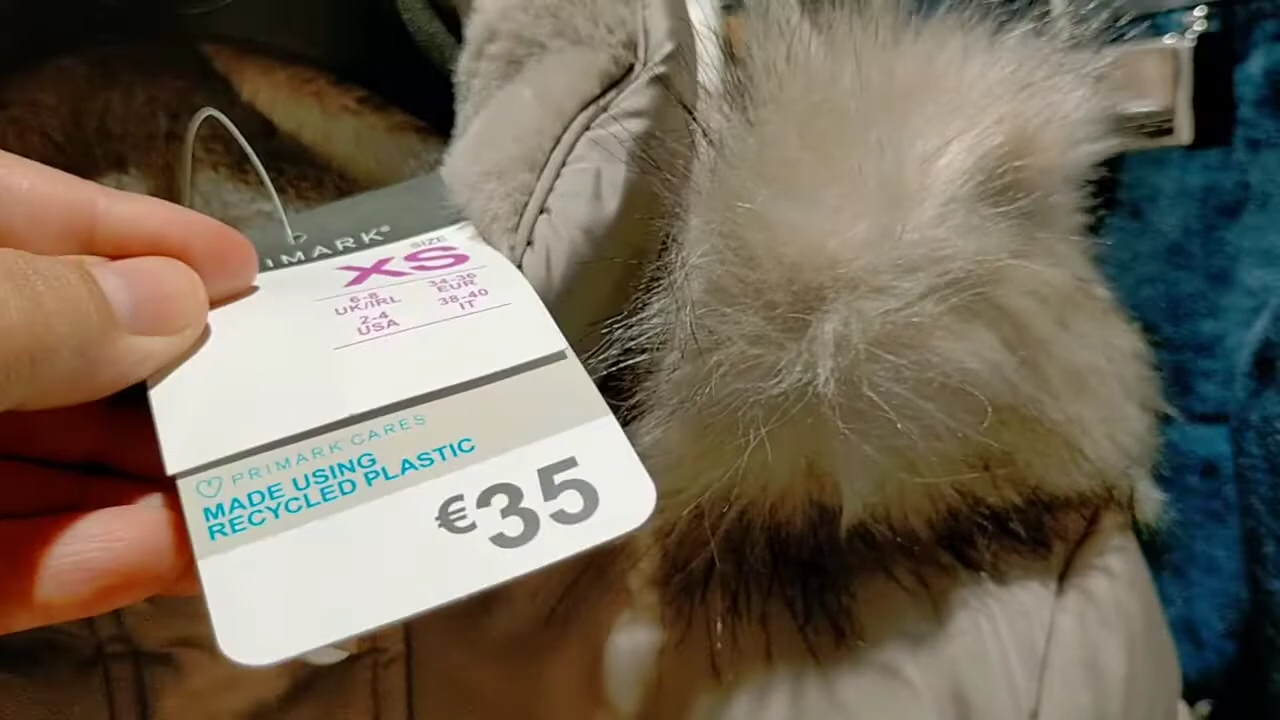 RIMARK®
SIZE
XS
6-8 34-36
UK/IRL EUR
2-4 38-40
USA IT
PRIMARK CARES
MADE USING
RECYCLED PLASTIC
€35